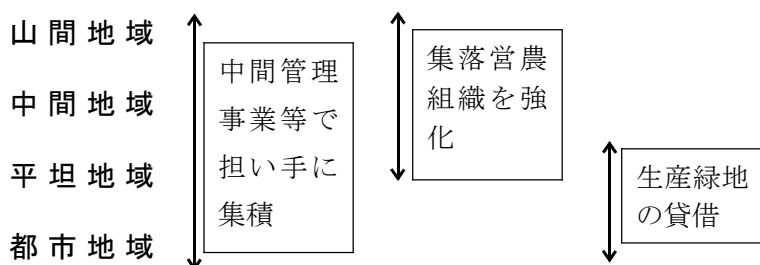 山間地域
中間地域
平坦地域
都市地域
中間管理
事業等で
担い手に
集積
集落営農
組織を強
化
生産緑地
の貸借